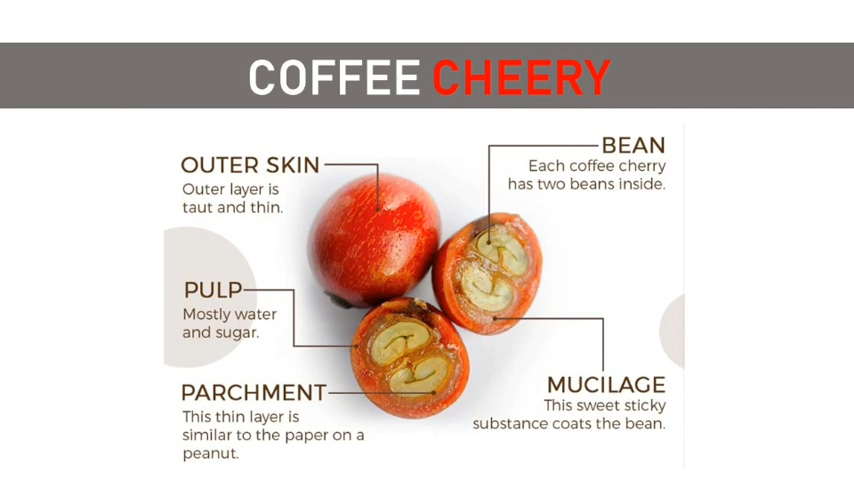 COFFEE CHEERY
OUTER SKIN
Outer layer is
taut and thin.
BEAN
Each coffee cherry
has two beans inside.
PULP
Mostly water
and sugar.
PARCHMENT
This thin layer is
similar to the paper on a
peanut.
MUCILAGE
This sweet sticky
substance coats the bean.